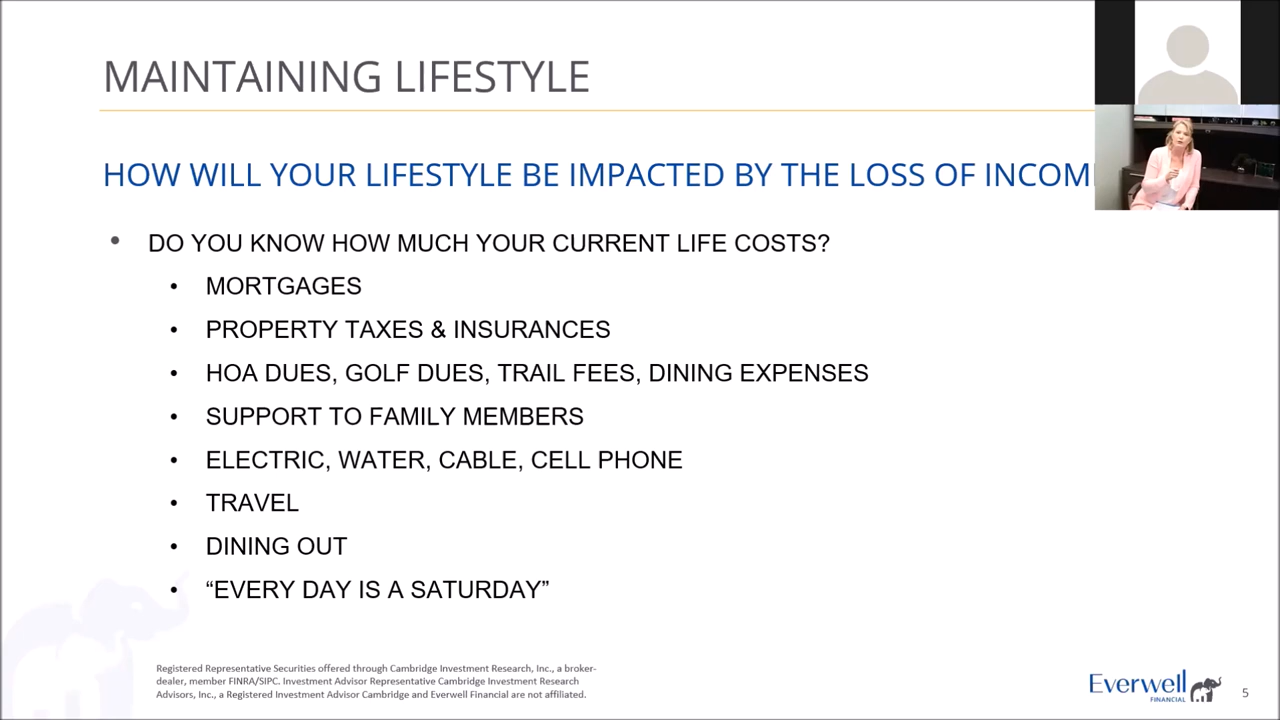 MAINTAINING LIFESTYLE
HOW WILL YOUR LIFESTYLE BE IMPACTED BY THE LOSS OF INCOM
• DO YOU KNOW HOW MUCH YOUR CURRENT LIFE COSTS?
• MORTGAGES
• PROPERTY TAXES & INSURANCES
• HOA DUES, GOLF DUES, TRAIL FEES, DINING EXPENSES
• SUPPORT TO FAMILY MEMBERS
• ELECTRIC, WATER, CABLE, CELL PHONE
• TRAVEL
• DINING OUT
• “EVERY DAY IS A SATURDAY”
Registered Representative Securities offered through Cambridge Investment Research, Inc., a broker-
dealer, member FINRA/SIPC. Investment Advisor Representative Cambridge Investment Research
Advisors, Inc., a Registered Investment Advisor Cambridge and Everwell Financial are not affiliated.
Everwell
FINANCIAL
5